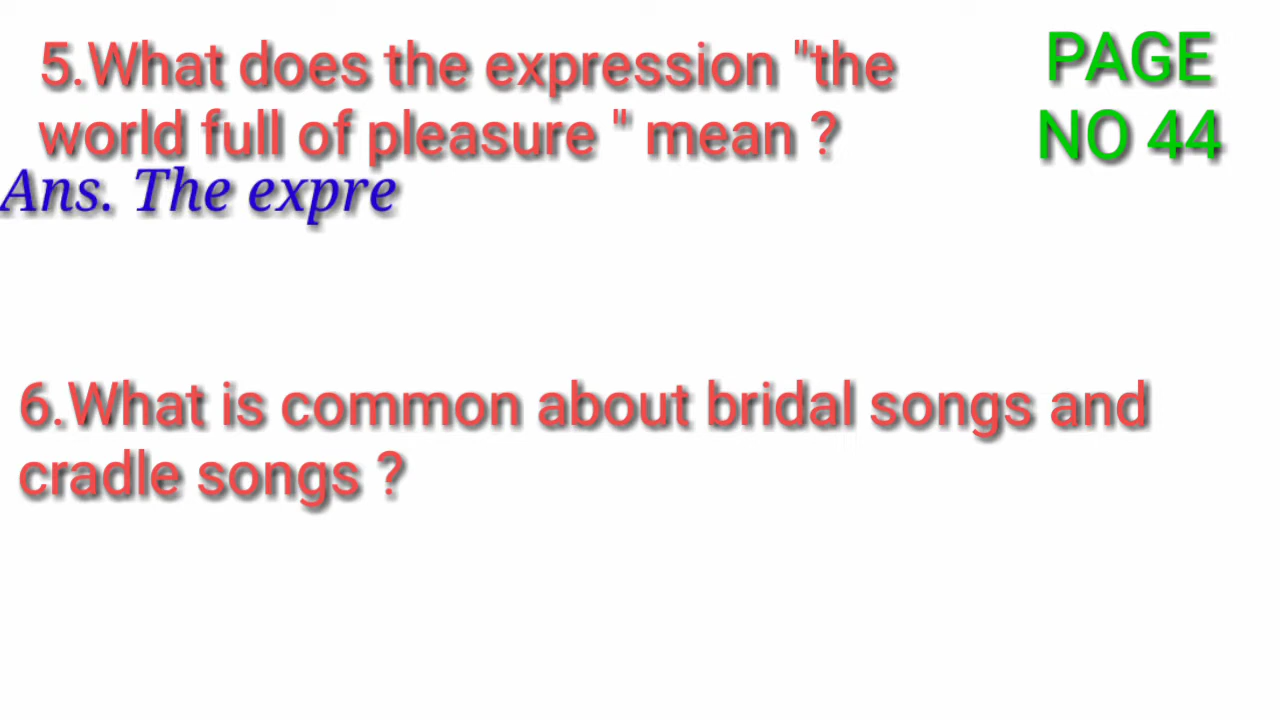 5.What does the expression "the
world full of pleasure " mean ?
PAGE
NO 44
Ans. The expre
6.What is common about bridal songs and
cradle songs ?